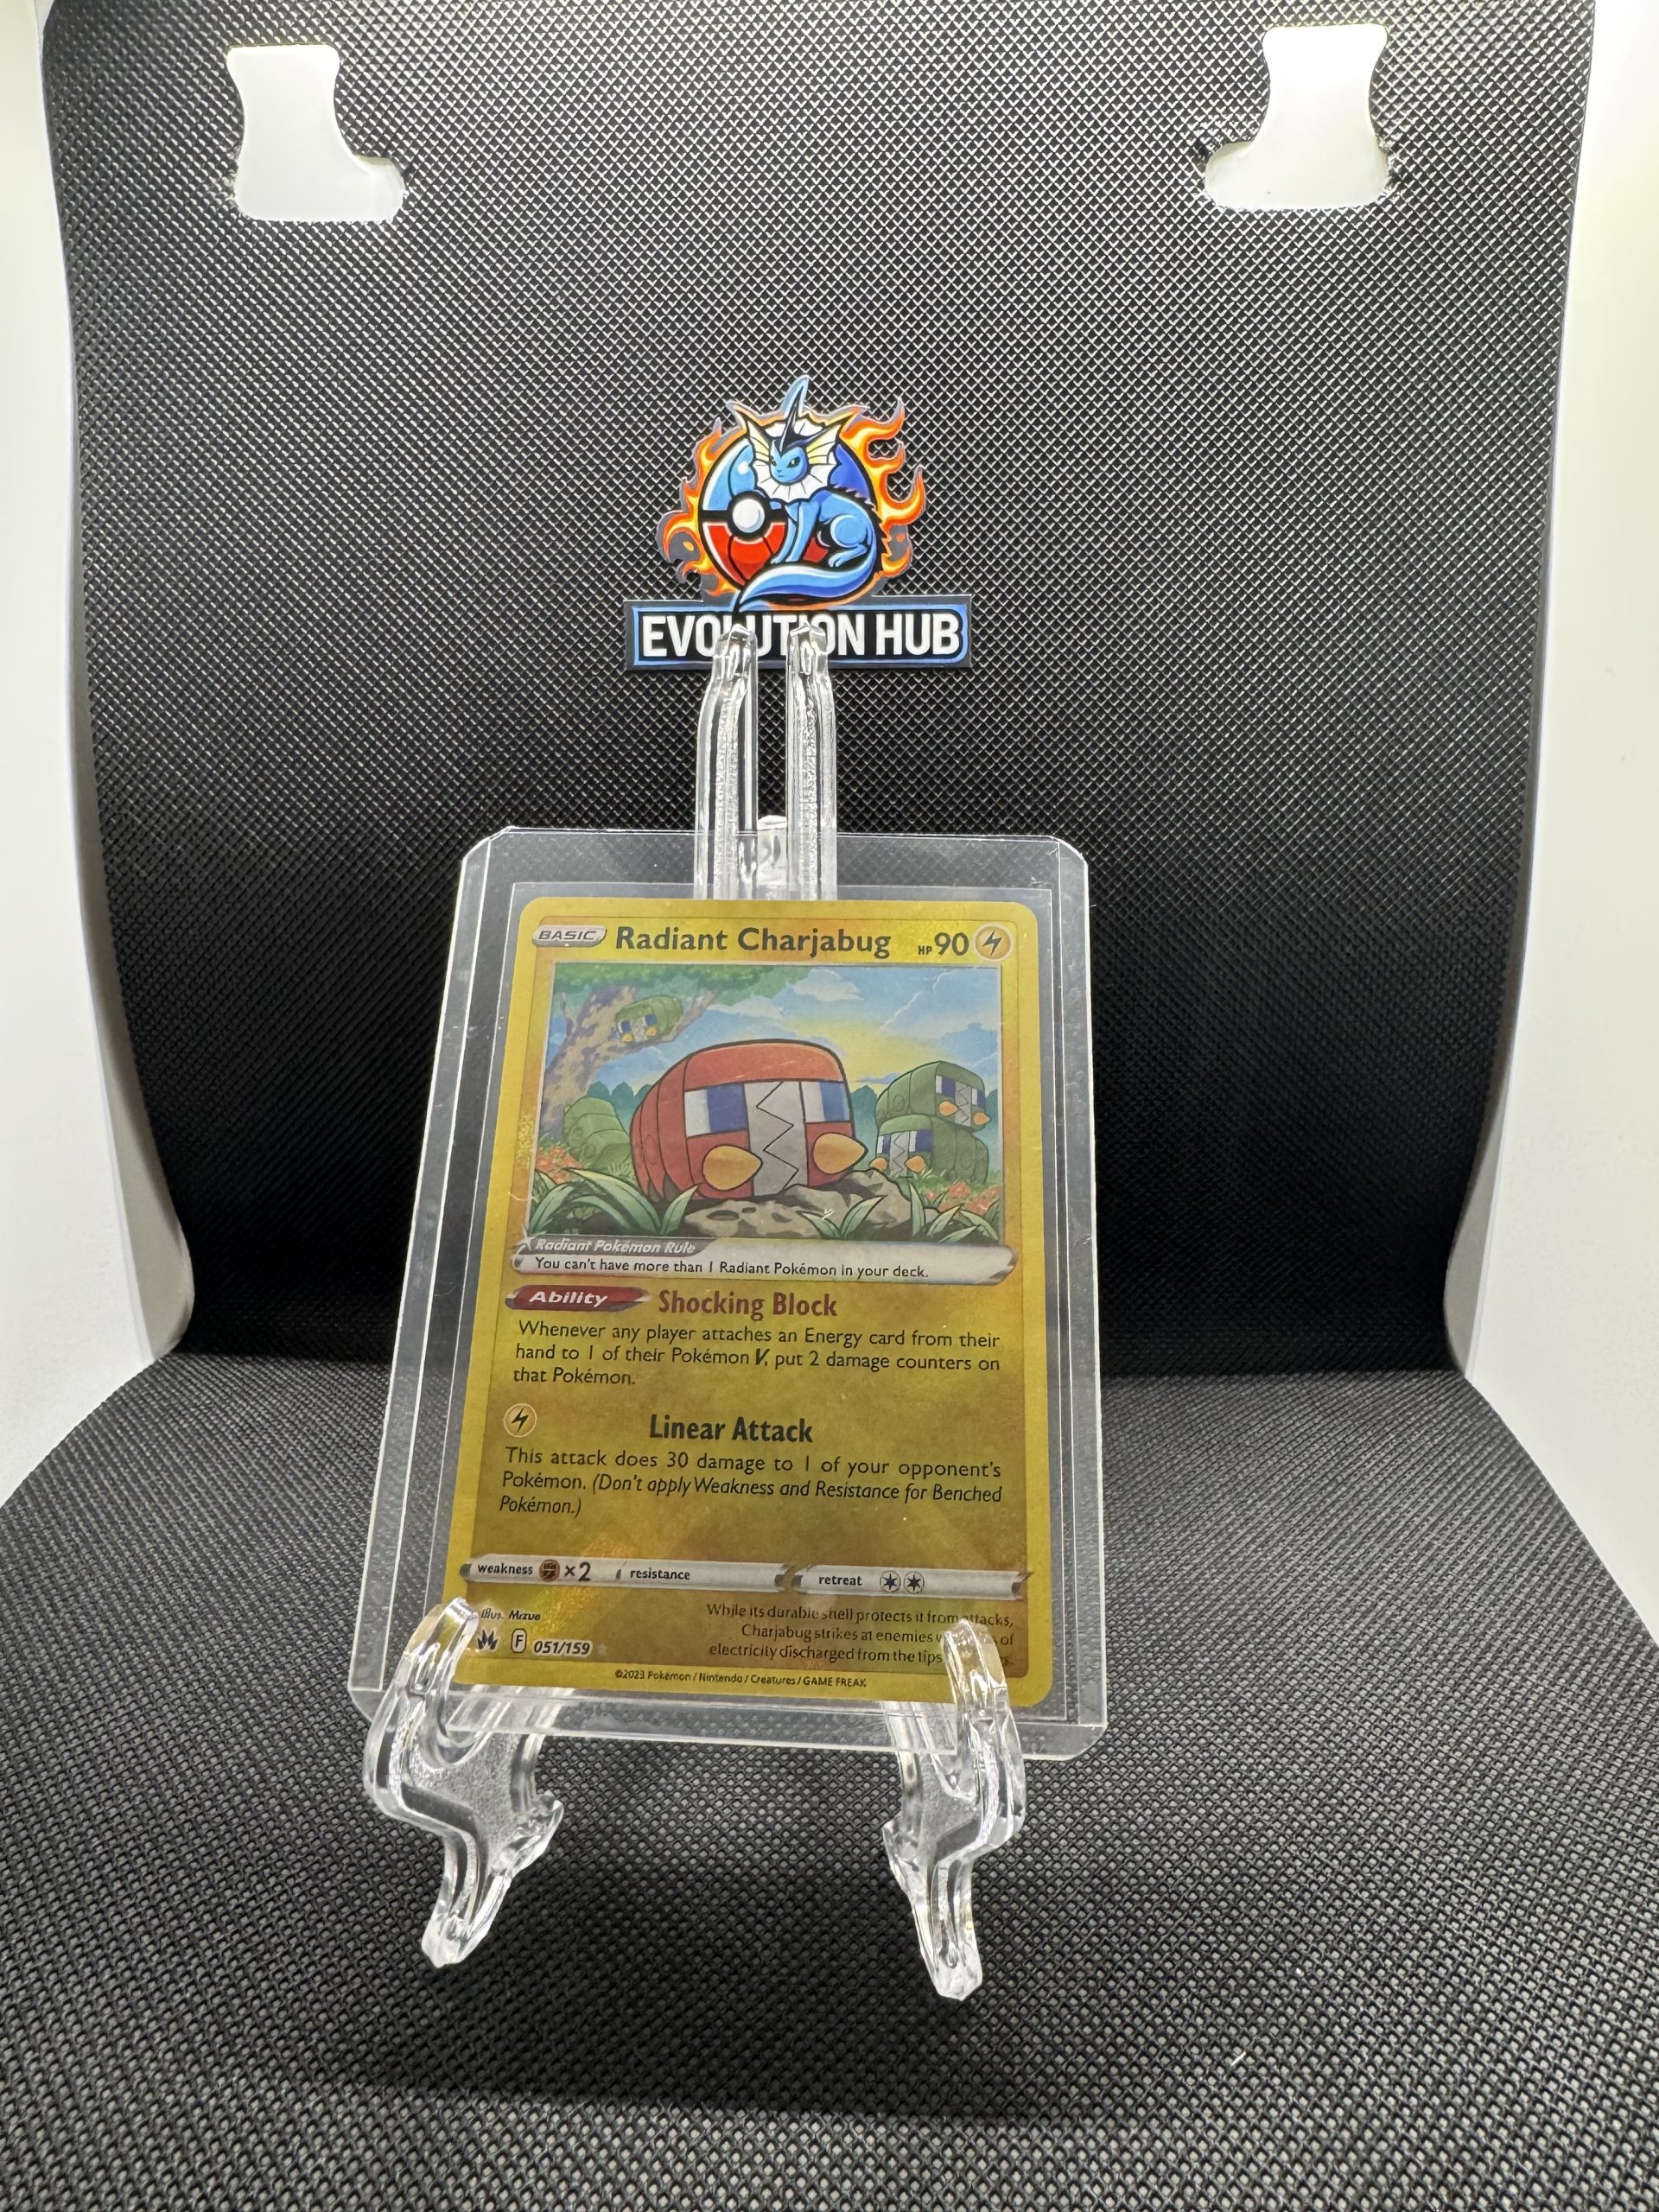 EVOLUTION HUB
BASIC Radiant Charjabug HP 90
Radiant Pokémon Rule
You can't have more than 1 Radiant Pokémon in your deck.
Ability Shocking Block
Whenever any player attaches an Energy card from their
hand to 1 of their Pokémon V, put 2 damage counters on
that Pokémon.
Linear Attack
This attack does 30 damage to 1 of your opponent's
Pokémon. (Don't apply Weakness and Resistance for Benched
Pokémon.)
weakness ×2 resistance retreat
Illus. Mizue
F 051/159
While its durable shell protects it from attacks,
Charjabug strikes at enemies of
electricity discharged from the tips
©2023 Pokémon / Nintendo / Creatures / GAME FREAK